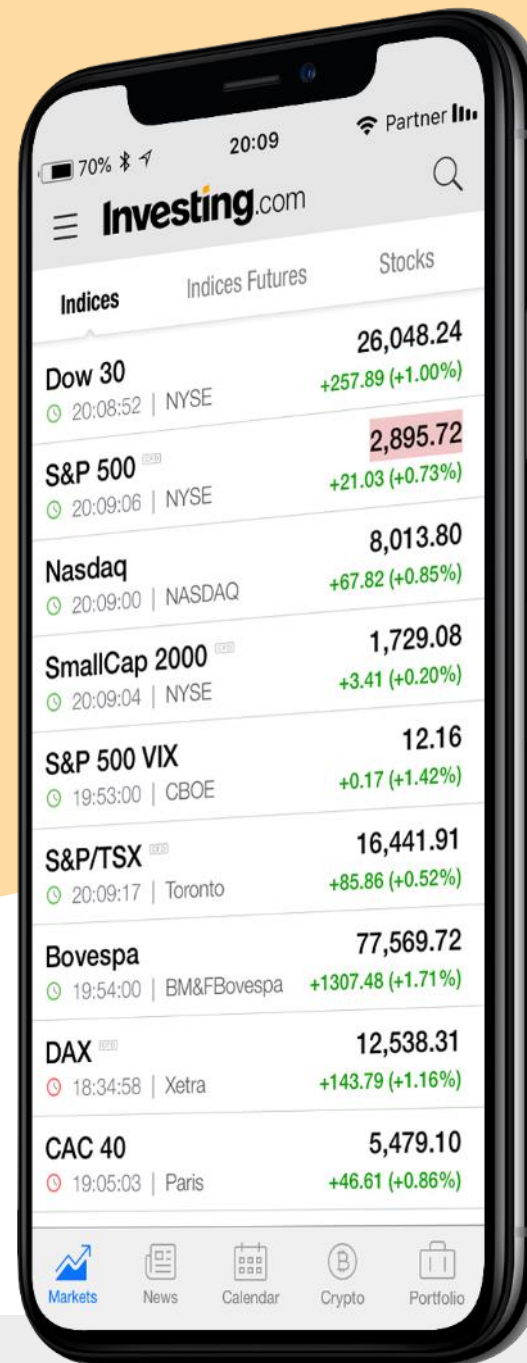 70% 20:09 Partner
Investing.com
Indices Indices Futures Stocks
Dow 30 26,048.24
20:08:52 | NYSE +257.89 (+1.00%)
S&P 500 CFD 2,895.72
20:09:06 | NYSE +21.03 (+0.73%)
Nasdaq 8,013.80
20:09:00 | NASDAQ +67.82 (+0.85%)
SmallCap 2000 CFD 1,729.08
20:09:04 | NYSE +3.41 (+0.20%)
S&P 500 VIX 12.16
19:53:00 | CBOE +0.17 (+1.42%)
S&P/TSX CFD 16,441.91
20:09:17 | Toronto +85.86 (+0.52%)
Bovespa 77,569.72
19:54:00 | BM&FBovespa +1307.48 (+1.71%)
DAX CFD 12,538.31
18:34:58 | Xetra +143.79 (+1.16%)
CAC 40 5,479.10
19:05:03 | Paris +46.61 (+0.86%)
Markets News Calendar Crypto Portfolio